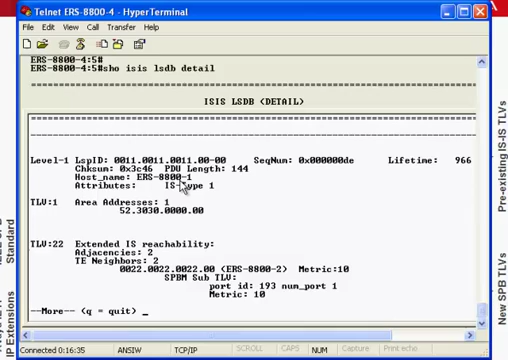 Telnet ERS-8800-4 - HyperTerminal
File Edit View Call Transfer Help
ERS-8800-4:5#
ERS-8800-4:5#sho isis lsdb detail
================================================================================
ISIS LSDB (DETAIL)
================================================================================
--------------------------------------------------------------------------------
Level-1 LspID: 0011.0011.0011.00-00 SeqNum: 0x000000de Lifetime: 966
Chksum: 0x3c46 PDU Length: 144
Host_name: ERS-8800-1
Attributes: IS-Type 1
TLV:1 Area Addresses: 1
52.3030.0000.00
TLV:22 Extended IS reachability:
Adjacencies: 2
TE Neighbors: 2
0022.0022.0022.00 (ERS-8800-2) Metric:10
SPBM Sub TLV:
port id: 193 num_port 1
Metric: 10
--More-- (q = quit) _
Connected 0:16:35 ANSIW TCP/IP SCROLL CAPS NUM Capture Print echo
Standard
IP Extensions
Pre-existing IS-IS TLVs
New SPB TLVs